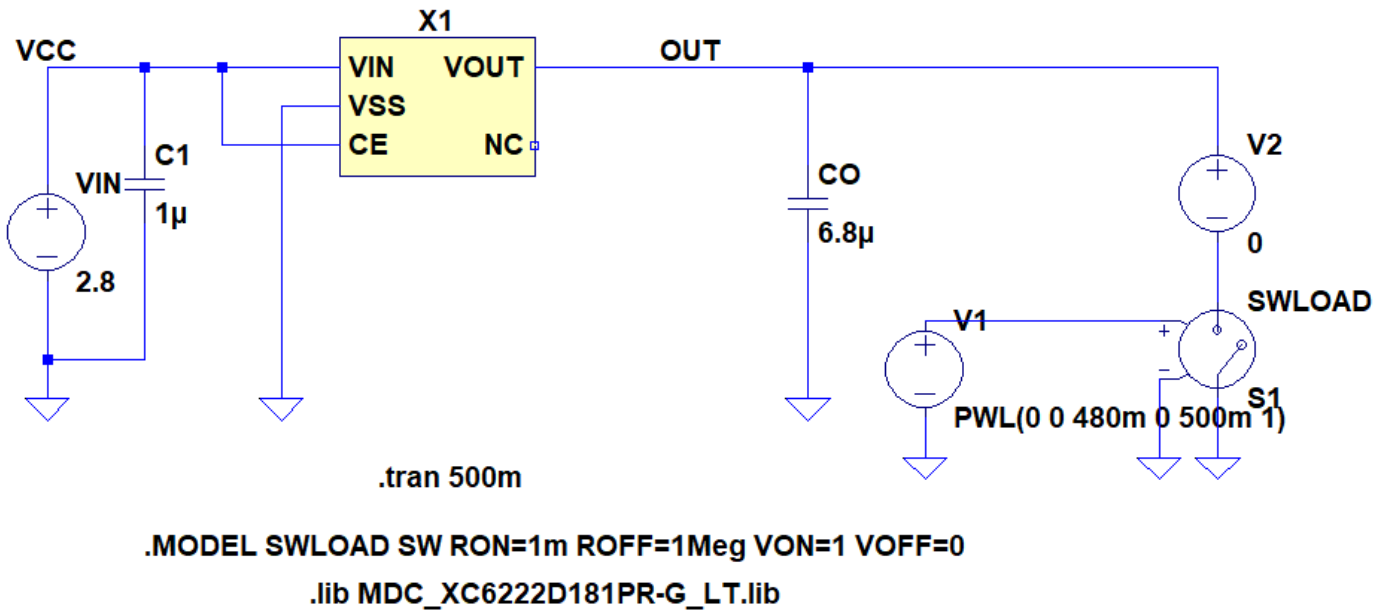 X1
VCC
OUT
VIN VOUT
VSS
CE NC
C1
VIN
1µ
2.8
CO
6.8µ
V2
0
SWLOAD
V1
+
-
S1
PWL(0 0 480m 0 500m 1)
.tran 500m
.MODEL SWLOAD SW RON=1m ROFF=1Meg VON=1 VOFF=0
.lib MDC_XC6222D181PR-G_LT.lib